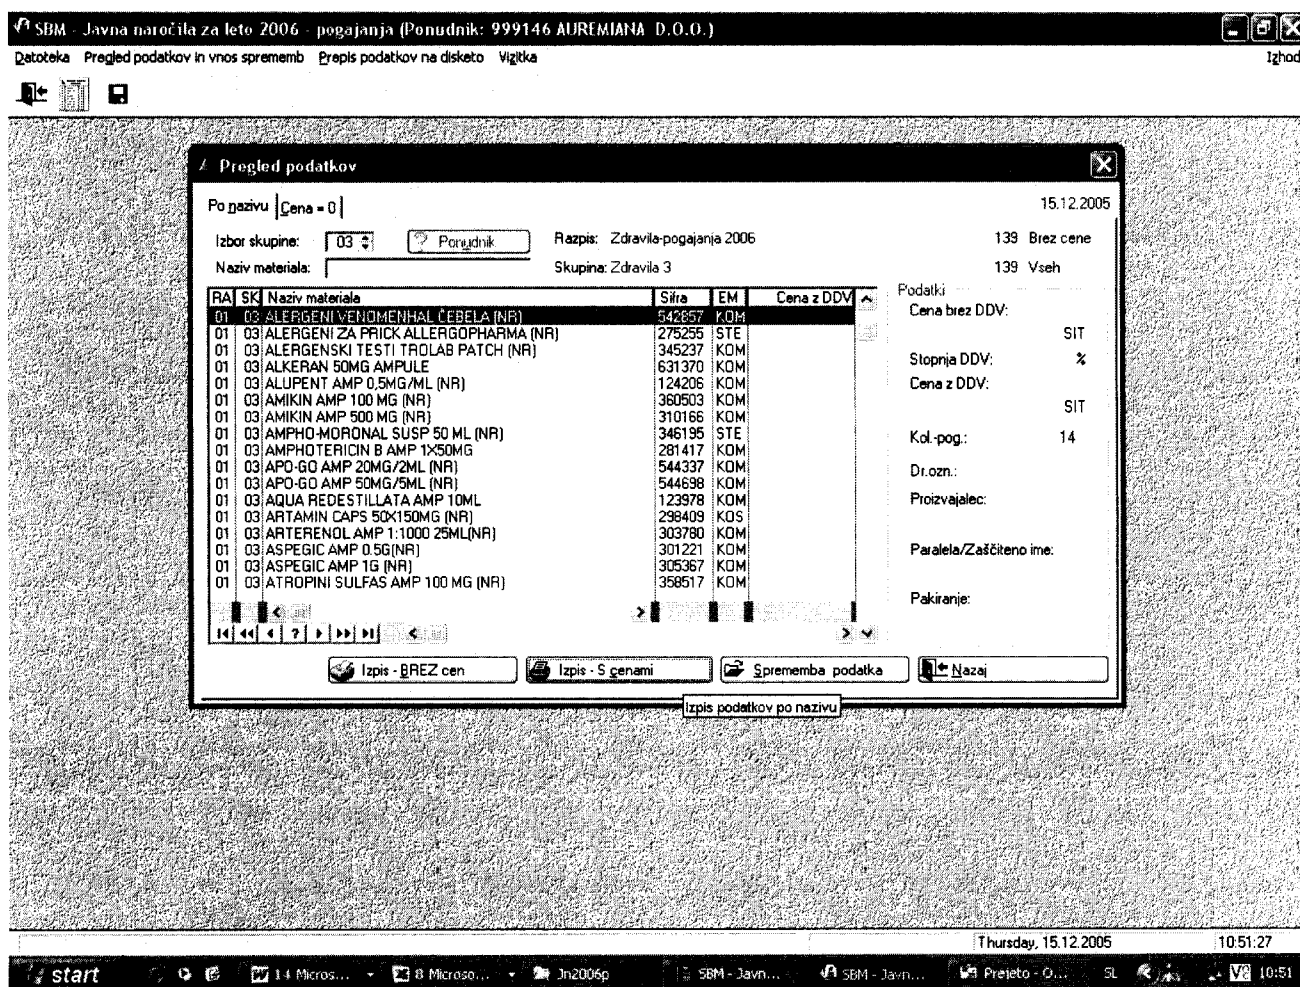 SBM - Javna naročila za leto 2006 - pogajanja (Ponudnik: 999146 AUREMIANA D.O.O.)
Datoteka Pregled podatkov in vnos sprememb Prepis podatkov na disketo Vizitka Izhod
Pregled podatkov
Po nazivu Cena = 0 15.12.2005
Izbor skupine: 03 Ponudnik Razpis: Zdravila-pogajanja 2006 139 Brez cene
Naziv materiala: Skupina: Zdravila 3 139 Vseh
RA SK Naziv materiala Sifra EM Cena z DDV
01 03 ALERGENI VENOMENHAL ČEBELA (NR) 542857 KOM
01 03 ALERGENI ZA PRICK ALLERGOPHARMA (NR) 275255 STE
01 03 ALERGENSKI TESTI TROLAB PATCH (NR) 345237 KOM
01 03 ALKERAN 50MG AMPULE 631370 KOM
01 03 ALUPENT AMP 0,5MG/ML (NR) 124206 KOM
01 03 AMIKIN AMP 100 MG (NR) 360503 KOM
01 03 AMIKIN AMP 500 MG (NR) 310166 KOM
01 03 AMPHO-MORONAL SUSP 50 ML (NR) 346195 STE
01 03 AMPHOTERICIN B AMP 1X50MG 281417 KOM
01 03 APO-GO AMP 20MG/2ML (NR) 544337 KOM
01 03 APO-GO AMP 50MG/5ML (NR) 544698 KOM
01 03 AQUA REDESTILLATA AMP 10ML 123978 KOM
01 03 ARTAMIN CAPS 50X150MG (NR) 298409 KOS
01 03 ARTERENOL AMP 1:1000 25ML(NR) 303780 KOM
01 03 ASPEGIC AMP 0.5G(NR) 301221 KOM
01 03 ASPEGIC AMP 1G (NR) 305367 KOM
01 03 ATROPINI SULFAS AMP 100 MG (NR) 358517 KOM
Podatki
Cena brez DDV:
SIT
Stopnja DDV: %
Cena z DDV:
SIT
Kol.-pog.: 14
Dr.ozn.:
Proizvajalec:
Paralela/Zaščiteno ime:
Pakiranje:
Izpis - BREZ cen Izpis - S cenami Sprememba podatka Nazaj
Izpis podatkov po nazivu
Thursday, 15.12.2005 10:51:27
start 14 Micros... 8 Microso... Jn2006p SBM - Javn... SBM - Javn... Prejeto - O... SL 10:51